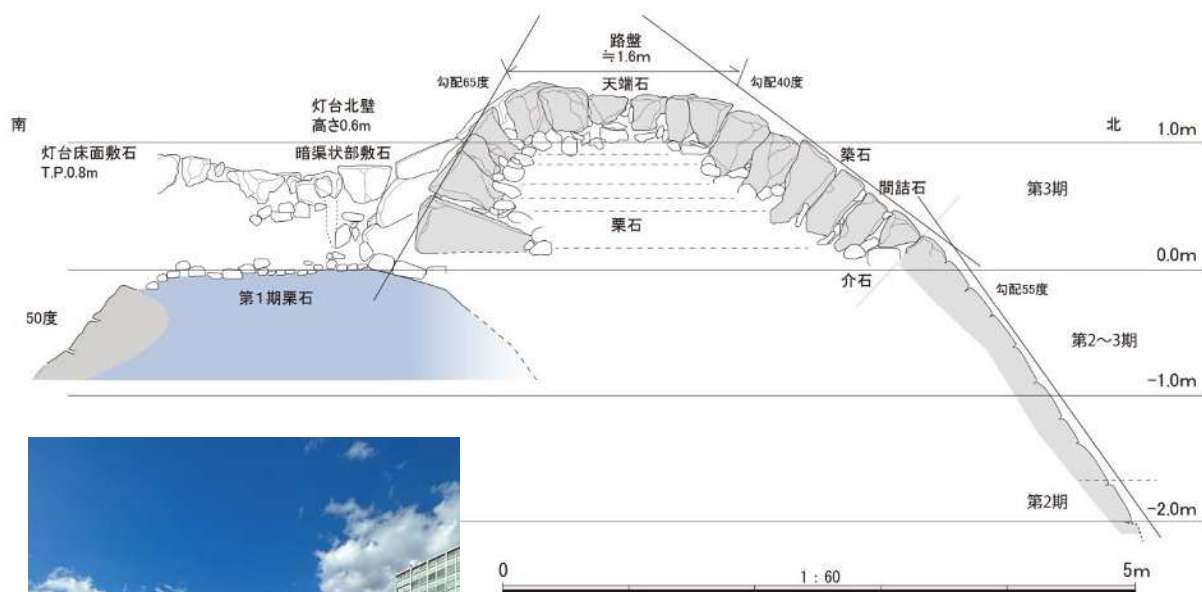 路盤
≒1.6m
勾配65度
天端石
勾配40度
灯台北壁
高さ0.6m
南
北
1.0m
灯台床面敷石
T.P.0.8m
暗渠状部敷石
築石
間詰石
第3期
栗石
0.0m
介石
勾配55度
第1期栗石
50度
第2～3期
-1.0m
第2期
-2.0m
0
1：60
5m